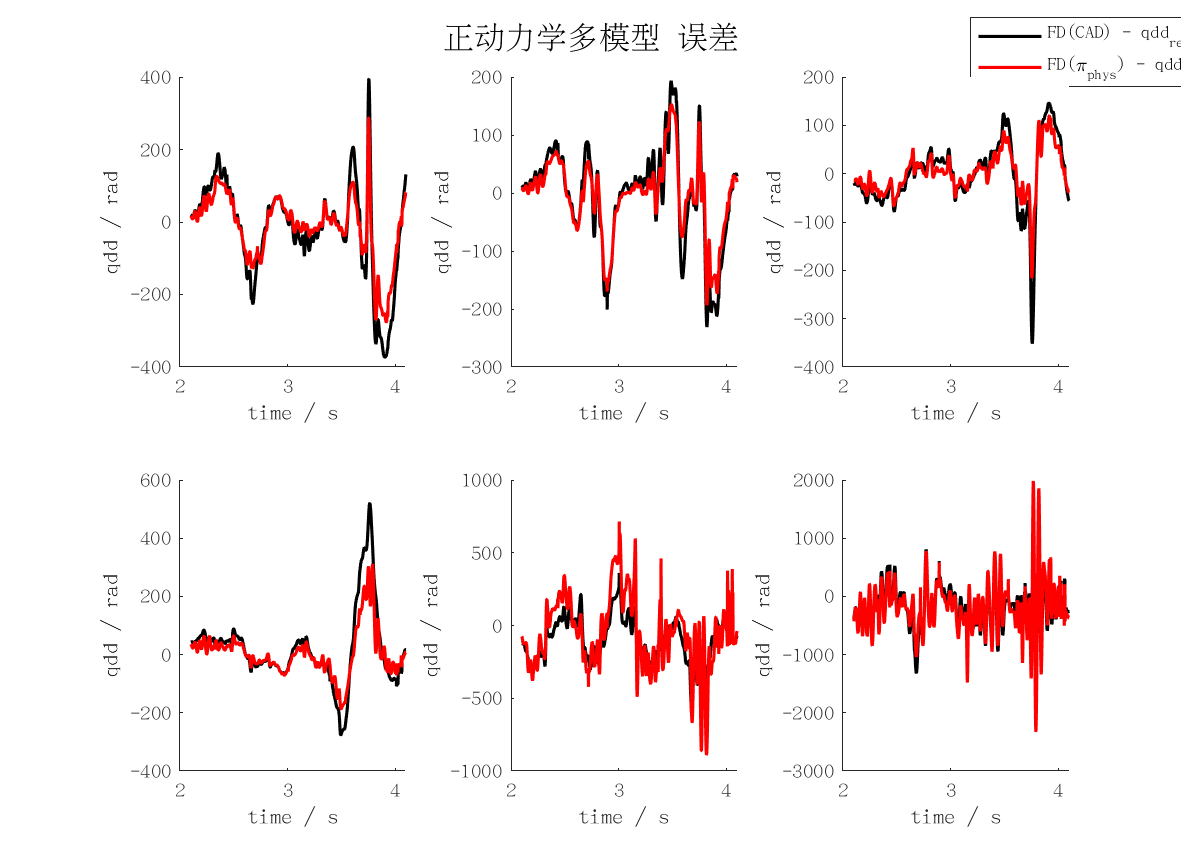 正动力学多模型 误差
FD(CAD) - qdd_re
FD(π_phys) - qdd
400
200
0
-200
-400
qdd / rad
2 3 4
time / s
200
100
0
-100
-200
-300
qdd / rad
2 3 4
time / s
200
100
0
-100
-200
-300
-400
qdd / rad
2 3 4
time / s
600
400
200
0
-200
-400
qdd / rad
2 3 4
time / s
1000
500
0
-500
-1000
qdd / rad
2 3 4
time / s
2000
1000
0
-1000
-2000
-3000
qdd / rad
2 3 4
time / s